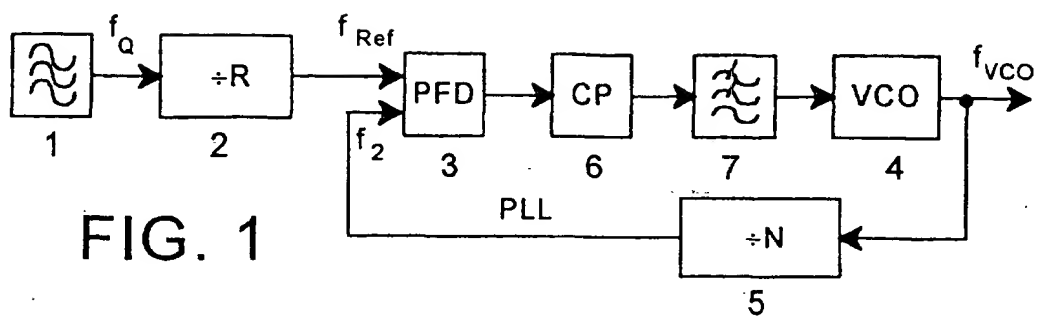 f_Q
f_Ref
f_VCO
÷R
PFD
CP
VCO
f_2
1
2
3
6
7
4
PLL
÷N
FIG. 1
5